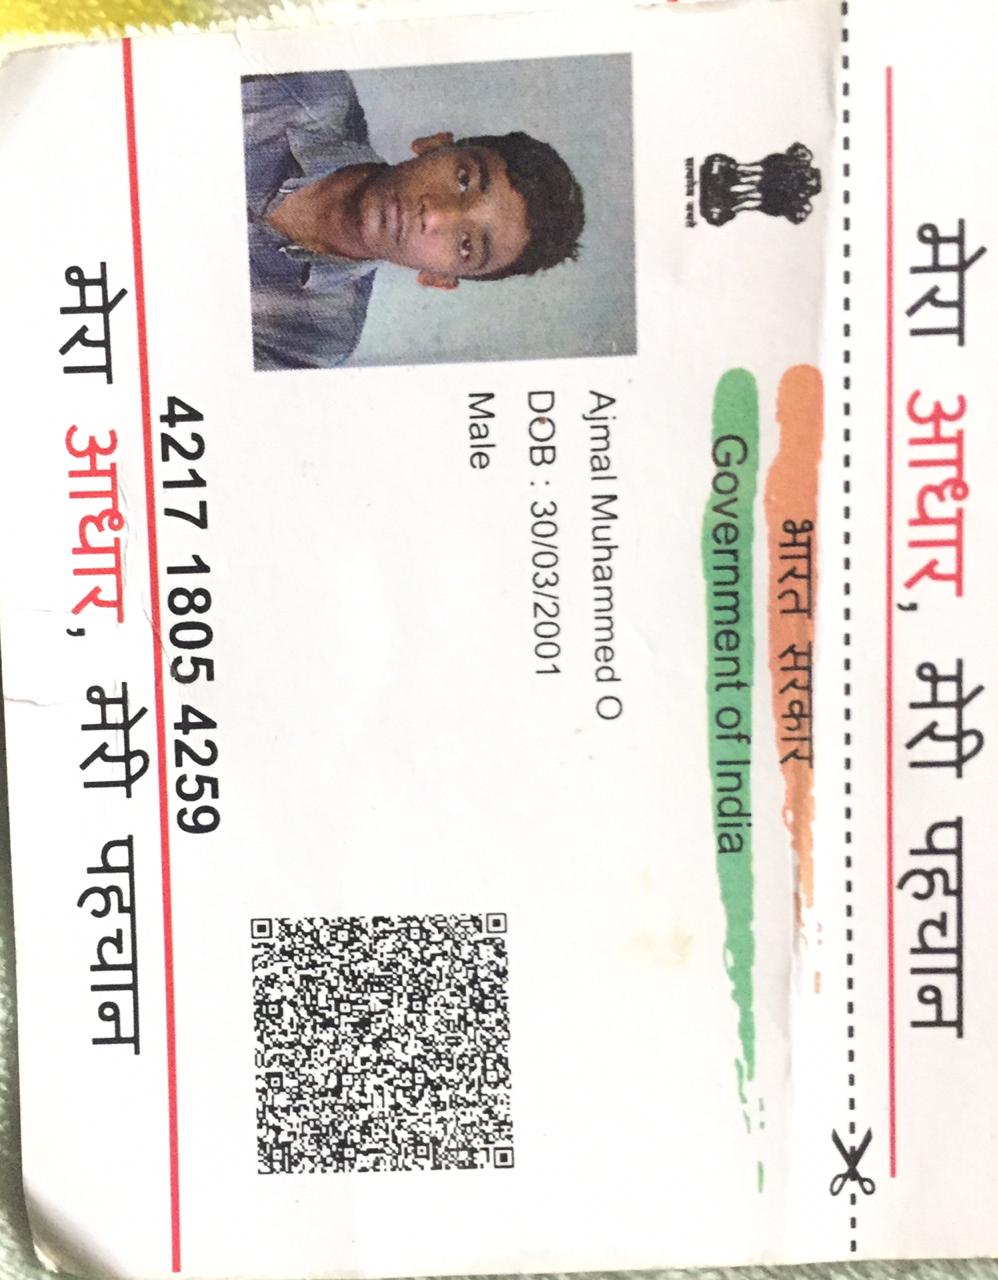 मेरा आधार, मेरी पहचान
भारत सरकार
Government of India
सत्यमेव जयते
Ajmal Muhammed O
DOB : 30/03/2001
Male
4217 1805 4259
मेरा आधार, मेरी पहचान